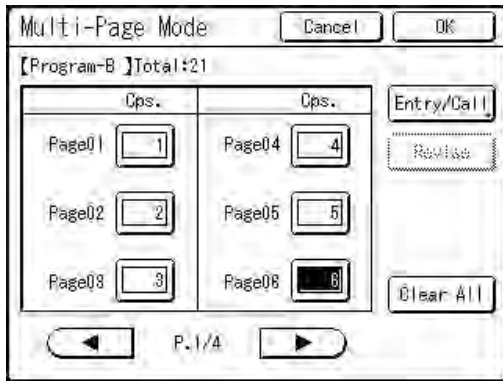 Multi-Page Mode Cancel OK
【Program-B 】Total:21
Cps. Cps. Entry/Call
Page01 1 Page04 4 Revise
Page02 2 Page05 5
Page03 3 Page06 6
Clear All
◀ P.1/4 ▶